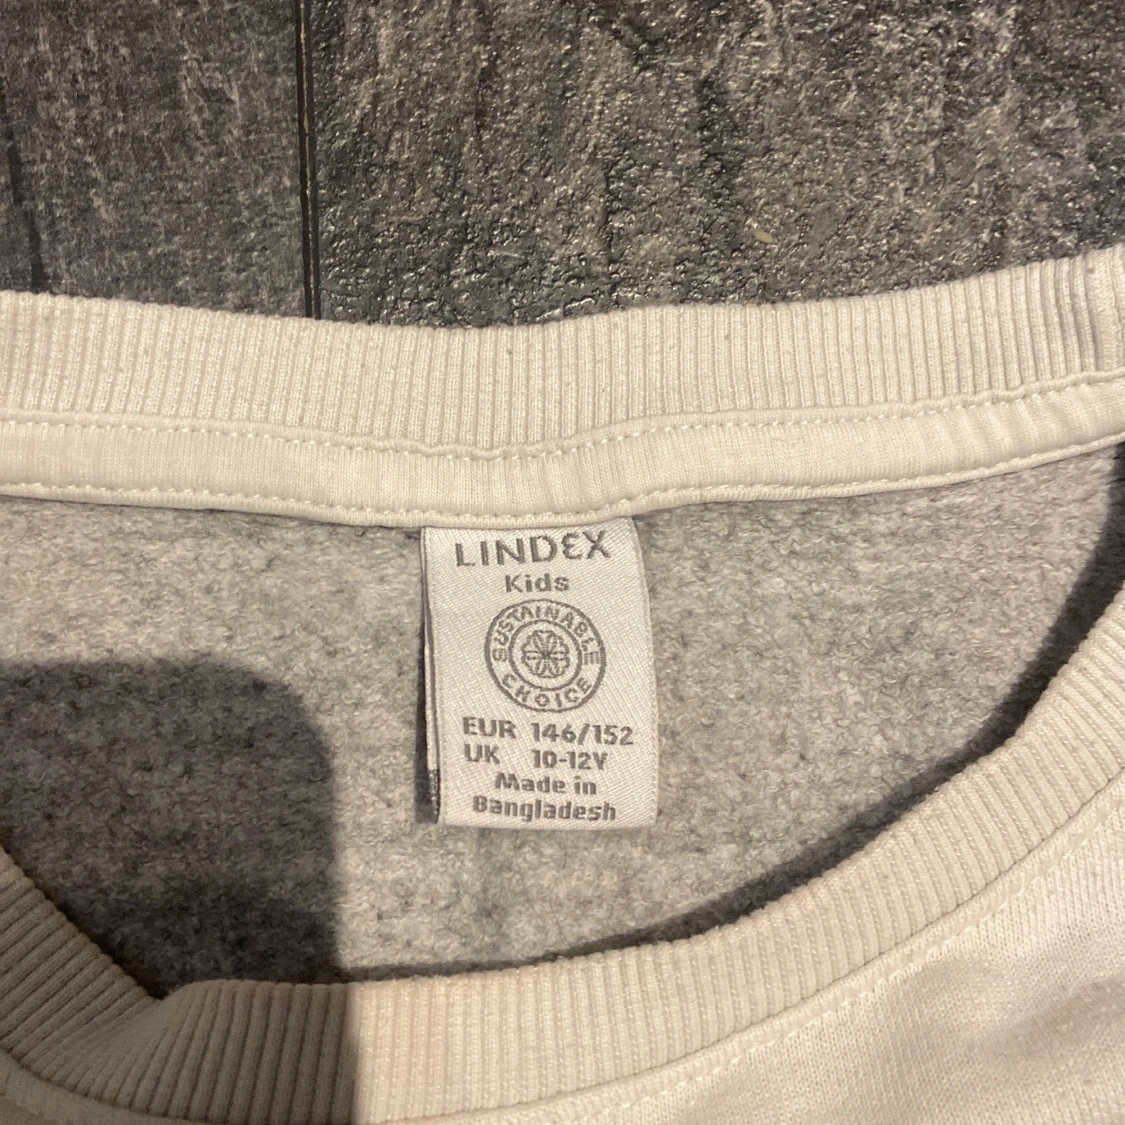 LINDEX
Kids
SUSTAINABLE
CHOICE
EUR 146/152
UK 10-12Y
Made in
Bangladesh